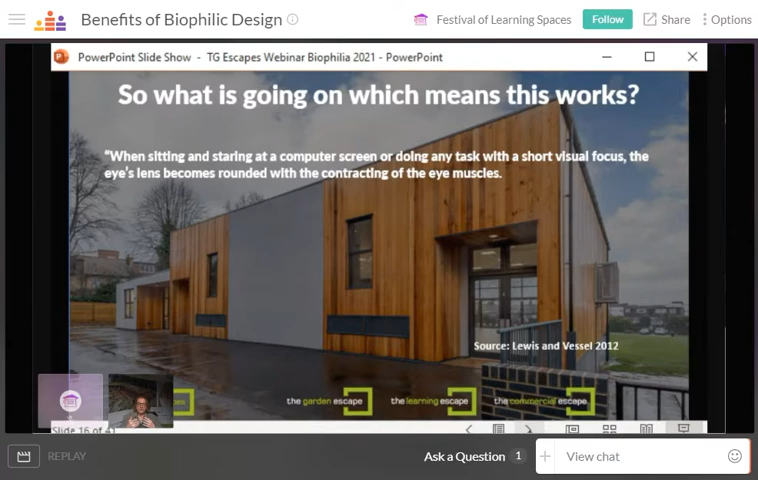 Benefits of Biophilic Design
Festival of Learning Spaces
Follow
Share
Options
PowerPoint Slide Show - TG Escapes Webinar Biophilia 2021 - PowerPoint
So what is going on which means this works?
“When sitting and staring at a computer screen or doing any task with a short visual focus, the
eye’s lens becomes rounded with the contracting of the eye muscles.
Source: Lewis and Vessel 2012
the garden escape
the learning escape
the commercial escape
Slide 16 of 41
REPLAY
Ask a Question 1
View chat